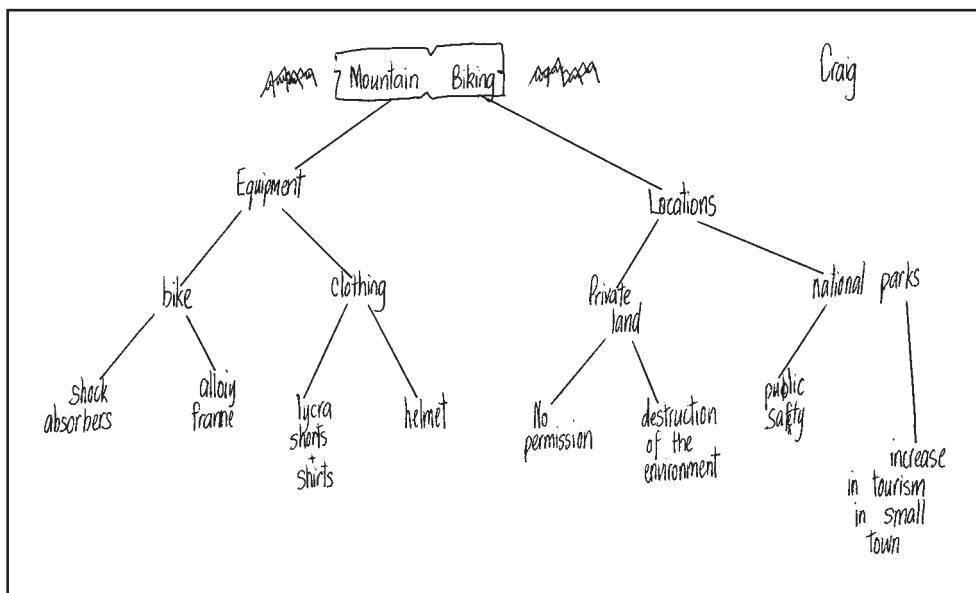 Mountain Biking
Craig
Equipment
Locations
bike
clothing
Private
land
national parks
shock
absorbers
alloiy
frame
lycra
shorts
+
shirts
helmet
No
permission
destruction
of the
environment
public
safty
increase
in tourism
in small
town